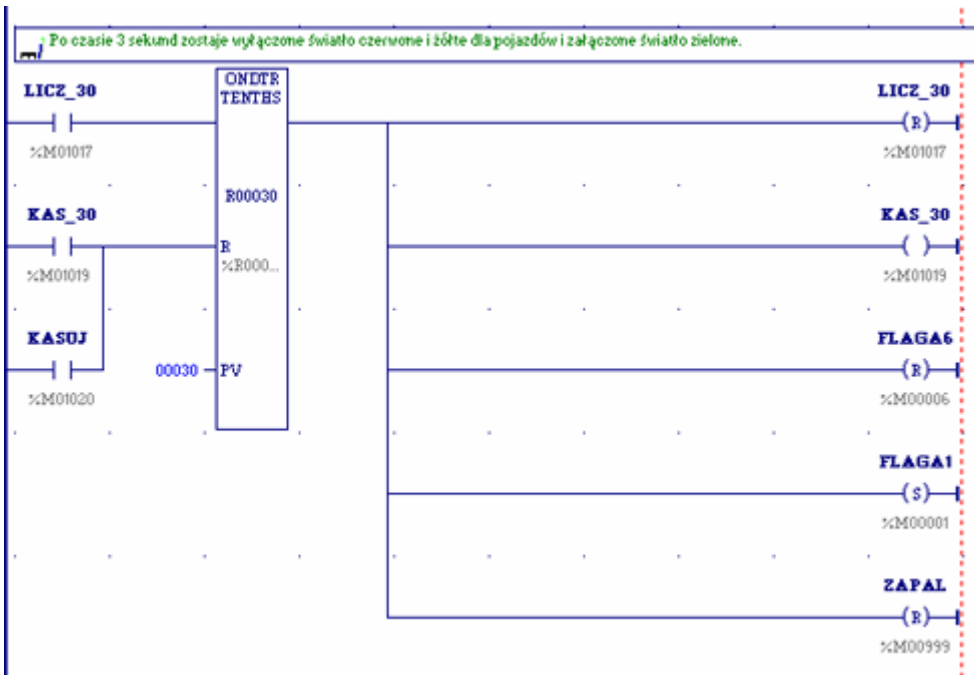 Po czasie 3 sekund zostaje wyłączone światło czerwone i żółte dla pojazdów i załączone światło zielone.
LICZ_30
ONDTR
TENTHS
LICZ_30
(R)
%M01017
%M01017
R00030
KAS_30
KAS_30
R
( )
%M01019
%R000...
%M01019
KASUJ
FLAGA6
00030
PV
(R)
%M01020
%M00006
FLAGA1
(S)
%M00001
ZAPAL
(R)
%M00999